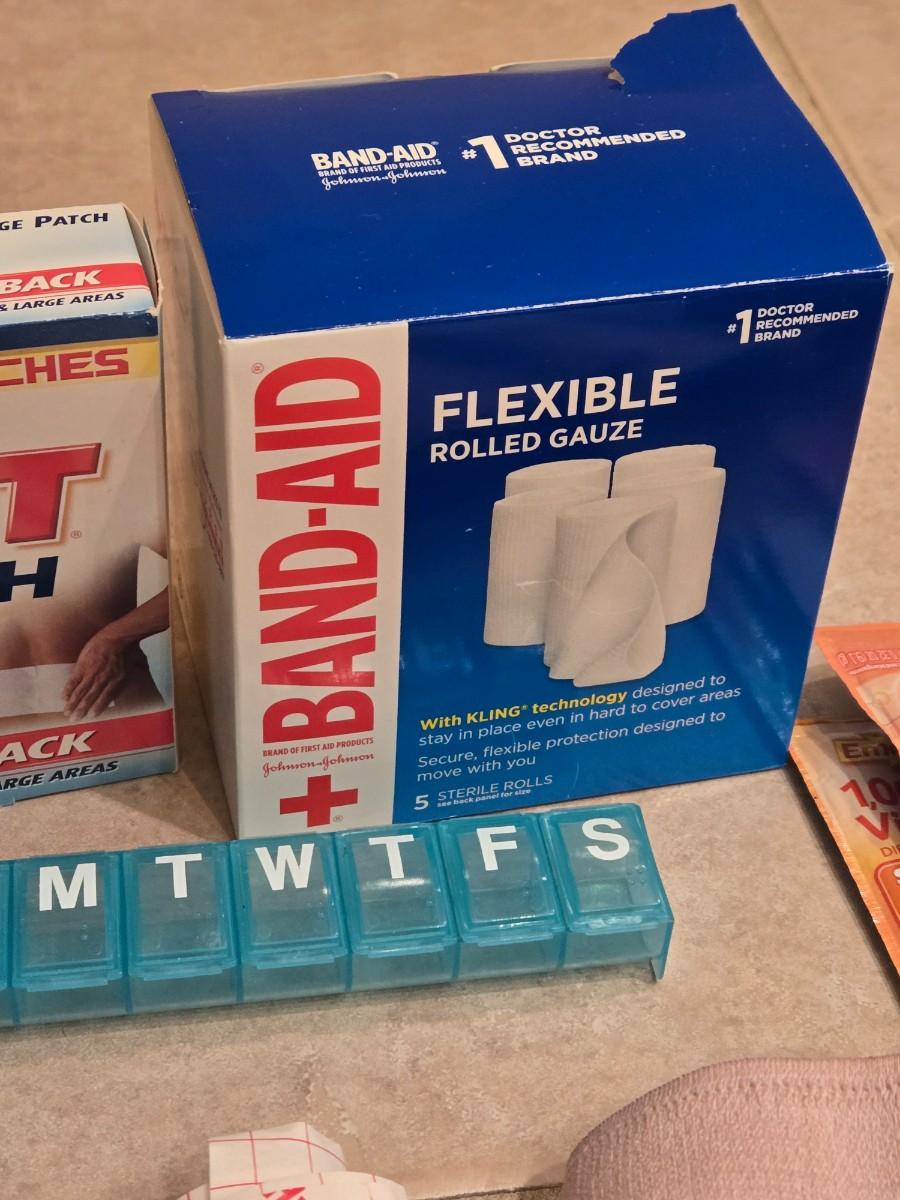 BAND-AID®
BRAND OF FIRST AID PRODUCTS
Johnson & Johnson
#1 DOCTOR
RECOMMENDED
BRAND
GE PATCH
BACK
& LARGE AREAS
CHES
T®
H
ACK
ARGE AREAS
BAND-AID®
BRAND OF FIRST AID PRODUCTS
Johnson & Johnson
#1 DOCTOR
RECOMMENDED
BRAND
FLEXIBLE
ROLLED GAUZE
With KLING® technology designed to
stay in place even in hard to cover areas
Secure, flexible protection designed to
move with you
5 STERILE ROLLS
see back panel for size
M T W T F S